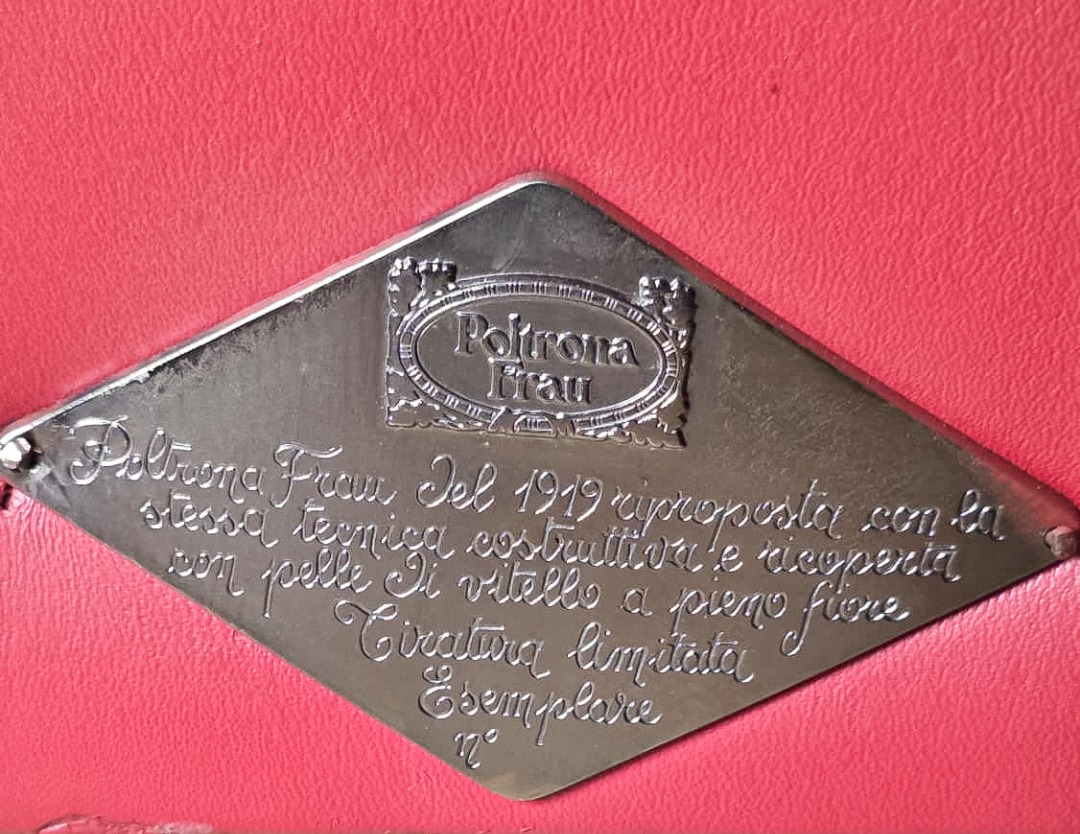 Poltrona
Frau
Poltrona Frau Del 1919 riproposta con la
stessa tecnica costruttiva e ricoperta
con pelle Di vitello a pieno fiore
Tiratura limitata
Esemplare
n°